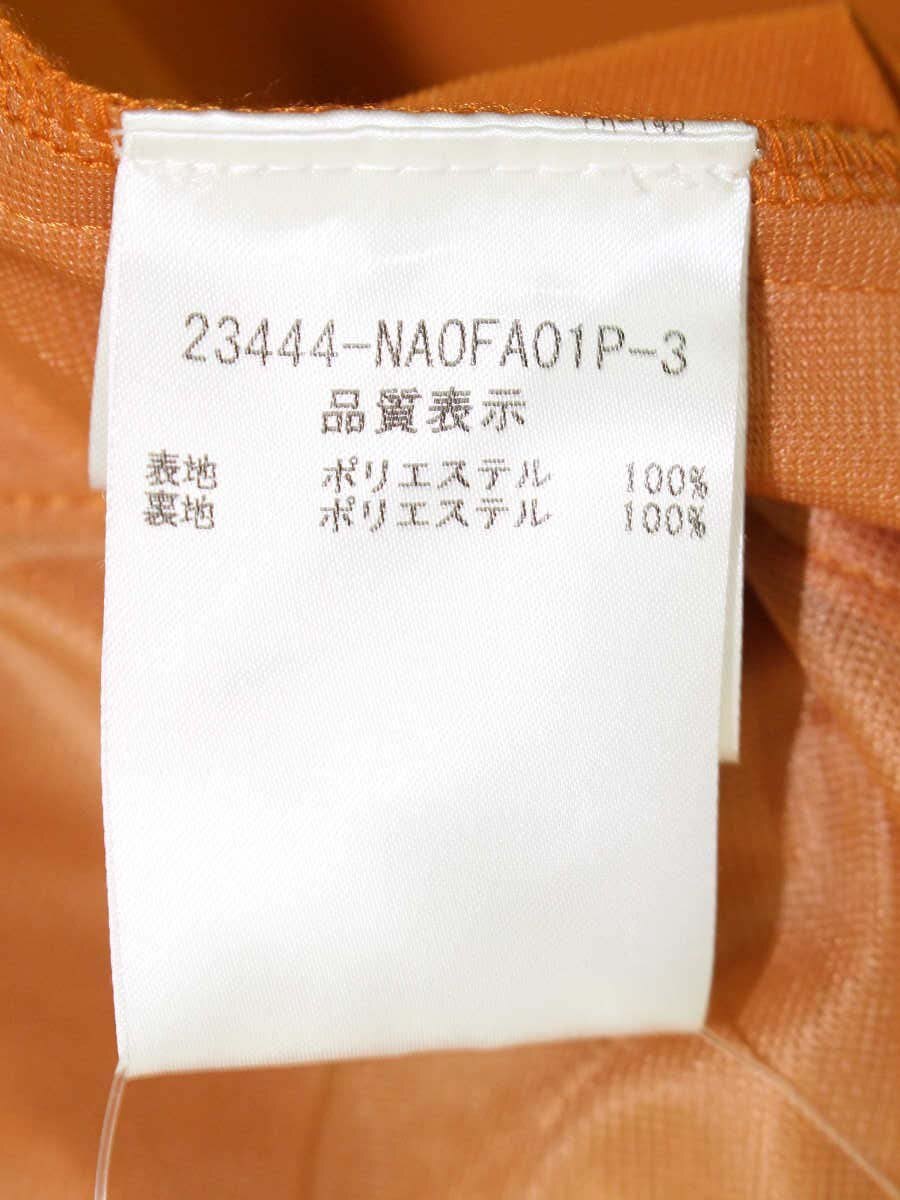 23444-NA0FA01P-3
品質表示
表地 ポリエステル 100%
裏地 ポリエステル 100%